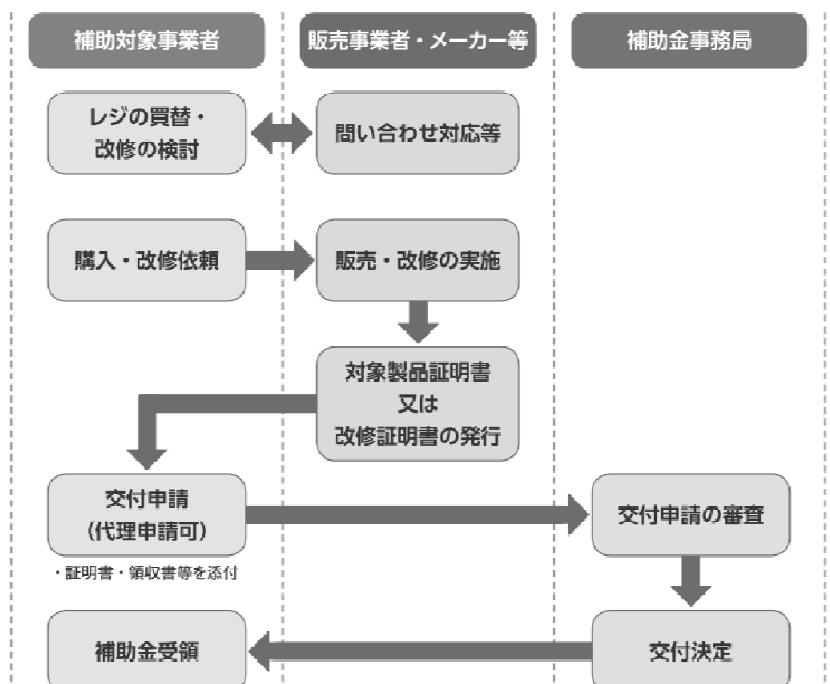 補助対象事業者
販売事業者・メーカー等
補助金事務局
レジの買替・
改修の検討
問い合わせ対応等
購入・改修依頼
販売・改修の実施
対象製品証明書
又は
改修証明書の発行
交付申請
(代理申請可)
・証明書・領収書等を添付
交付申請の審査
補助金受領
交付決定